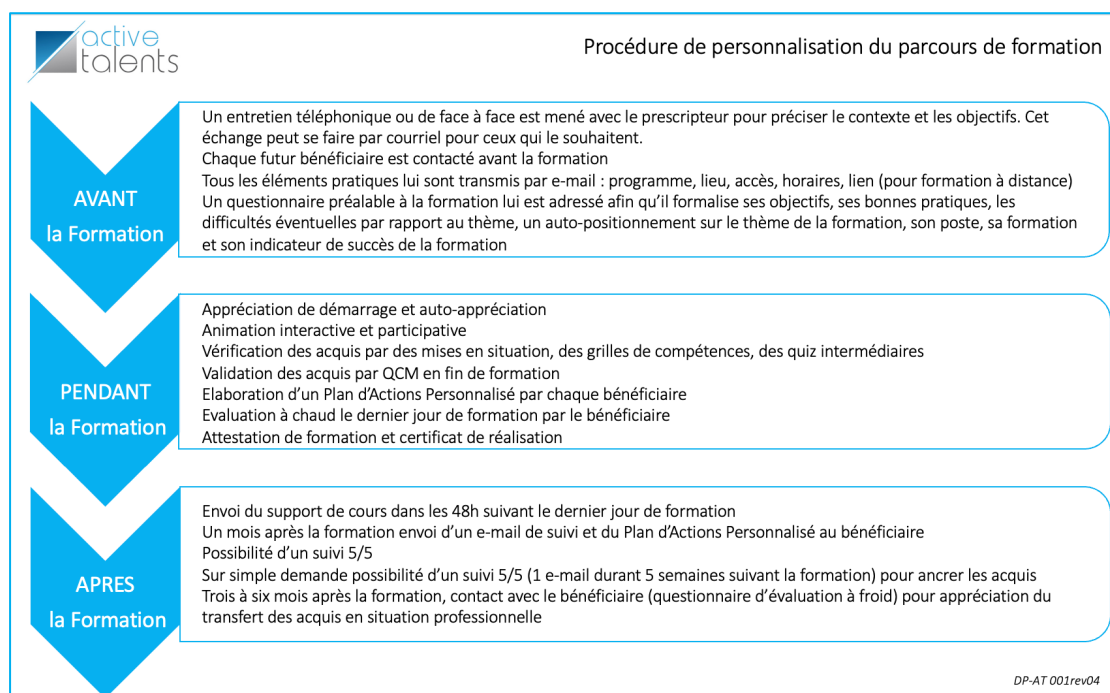 active
talents
Procédure de personnalisation du parcours de formation
AVANT
la Formation
Un entretien téléphonique ou de face à face est mené avec le prescripteur pour préciser le contexte et les objectifs. Cet
échange peut se faire par courriel pour ceux qui le souhaitent.
Chaque futur bénéficiaire est contacté avant la formation
Tous les éléments pratiques lui sont transmis par e-mail : programme, lieu, accès, horaires, lien (pour formation à distance)
Un questionnaire préalable à la formation lui est adressé afin qu'il formalise ses objectifs, ses bonnes pratiques, les
difficultés éventuelles par rapport au thème, un auto-positionnement sur le thème de la formation, son poste, sa formation
et son indicateur de succès de la formation
PENDANT
la Formation
Appréciation de démarrage et auto-appréciation
Animation interactive et participative
Vérification des acquis par des mises en situation, des grilles de compétences, des quiz intermédiaires
Validation des acquis par QCM en fin de formation
Elaboration d'un Plan d'Actions Personnalisé par chaque bénéficiaire
Evaluation à chaud le dernier jour de formation par le bénéficiaire
Attestation de formation et certificat de réalisation
APRES
la Formation
Envoi du support de cours dans les 48h suivant le dernier jour de formation
Un mois après la formation envoi d'un e-mail de suivi et du Plan d'Actions Personnalisé au bénéficiaire
Possibilité d'un suivi 5/5
Sur simple demande possibilité d'un suivi 5/5 (1 e-mail durant 5 semaines suivant la formation) pour ancrer les acquis
Trois à six mois après la formation, contact avec le bénéficiaire (questionnaire d'évaluation à froid) pour appréciation du
transfert des acquis en situation professionnelle
DP-AT 001rev04